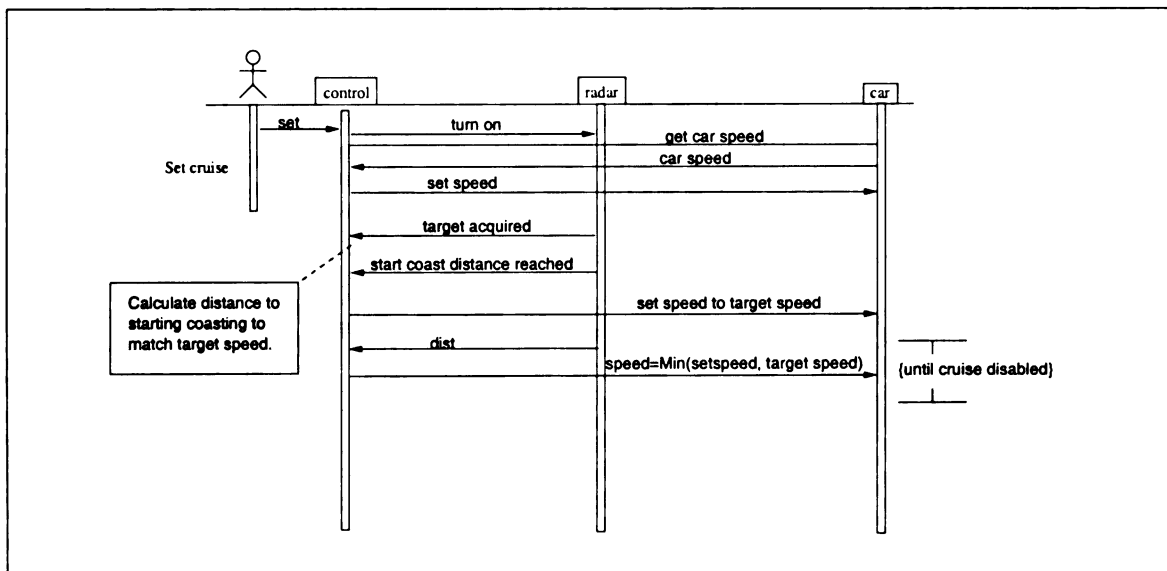 control
radar
car
set
turn on
get car speed
Set cruise
car speed
set speed
target acquired
start coast distance reached
Calculate distance to
starting coasting to
match target speed.
set speed to target speed
dist
speed=Min(setspeed, target speed)
{until cruise disabled}